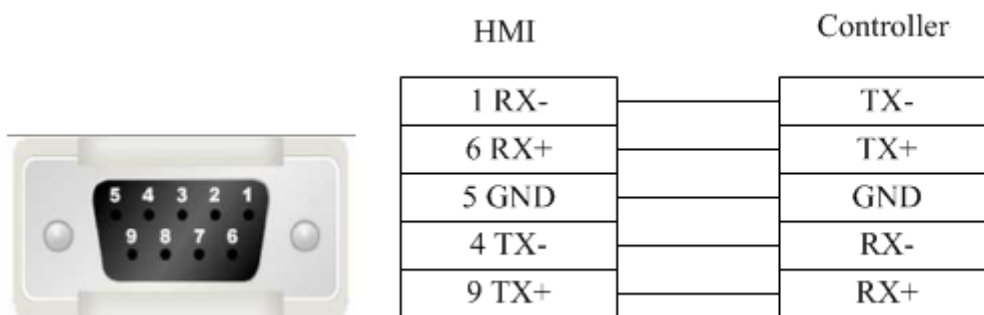 HMI Controller
1 RX- TX-
6 RX+ TX+
5 GND GND
4 TX- RX-
9 TX+ RX+
5 4 3 2 1
9 8 7 6